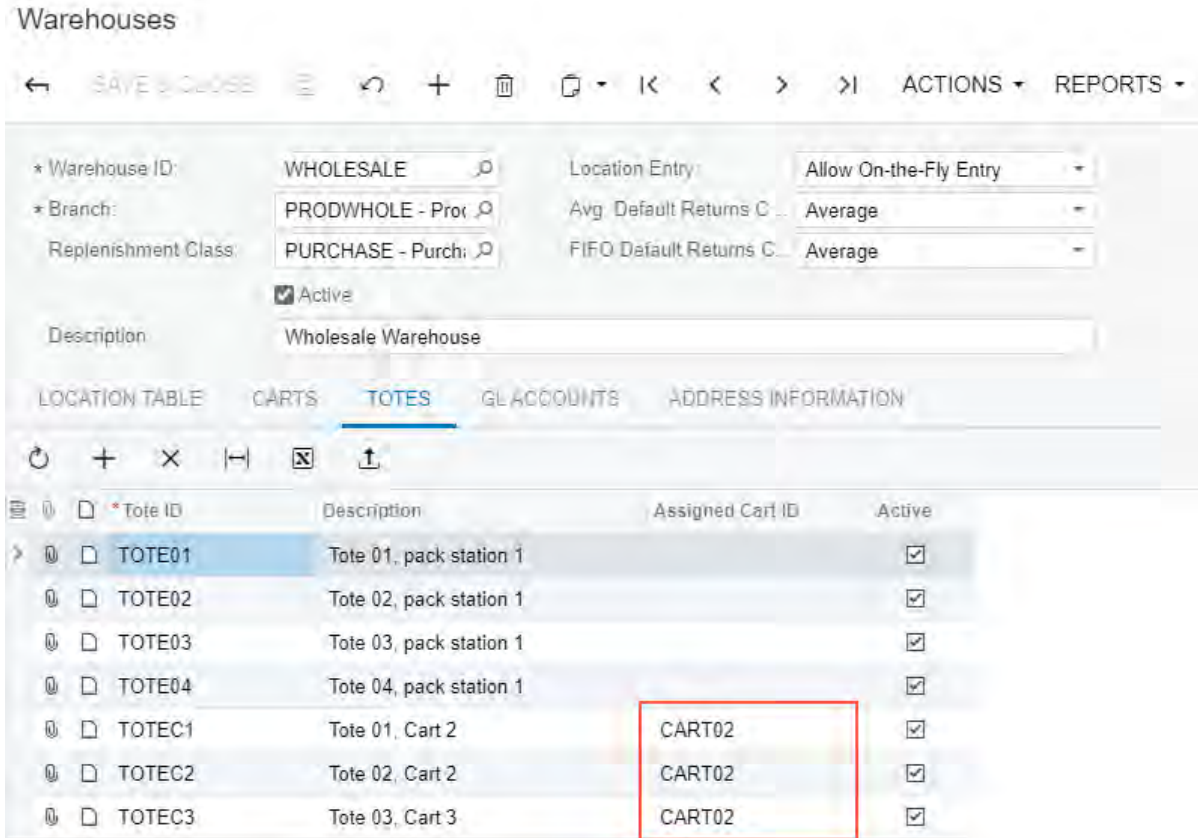 Warehouses
SAVE & CLOSE ACTIONS REPORTS
* Warehouse ID: WHOLESALE Location Entry: Allow On-the-Fly Entry
* Branch: PRODWHOLE - Proc Avg. Default Returns C... Average
Replenishment Class: PURCHASE - Purcha FIFO Default Returns C... Average
Active
Description: Wholesale Warehouse
LOCATION TABLE CARTS TOTES GL ACCOUNTS ADDRESS INFORMATION
* Tote ID Description Assigned Cart ID Active
TOTE01 Tote 01, pack station 1
TOTE02 Tote 02, pack station 1
TOTE03 Tote 03, pack station 1
TOTE04 Tote 04, pack station 1
TOTEC1 Tote 01, Cart 2 CART02
TOTEC2 Tote 02, Cart 2 CART02
TOTEC3 Tote 03, Cart 3 CART02